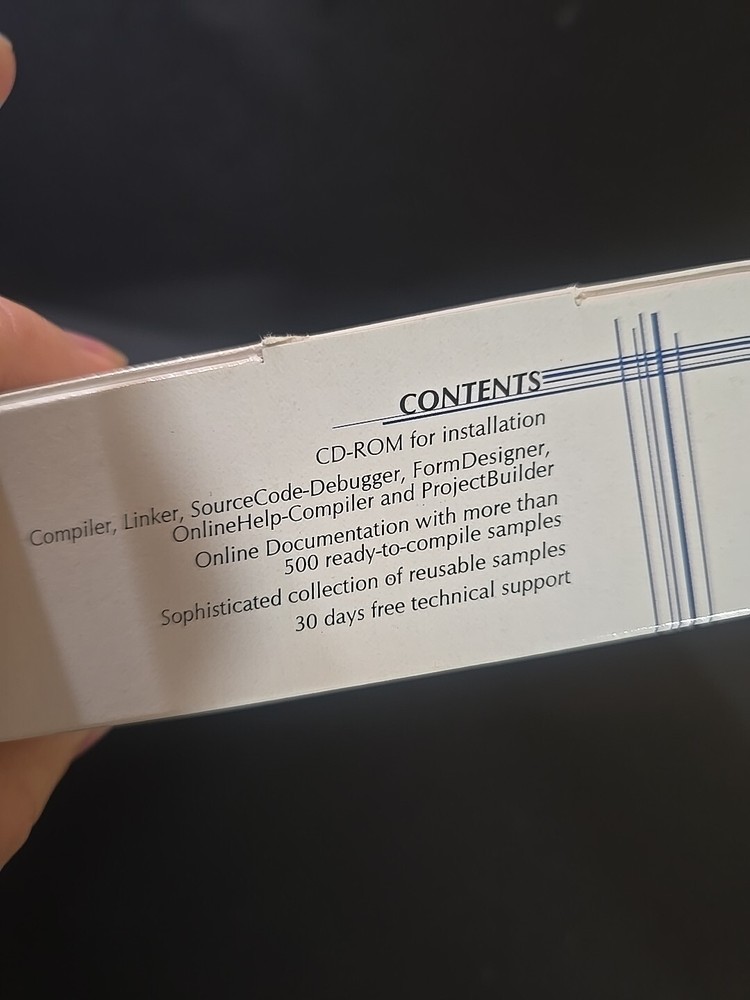 CONTENTS
CD-ROM for installation
Compiler, Linker, SourceCode-Debugger, FormDesigner,
OnlineHelp-Compiler and ProjectBuilder
Online Documentation with more than
500 ready-to-compile samples
Sophisticated collection of reusable samples
30 days free technical support